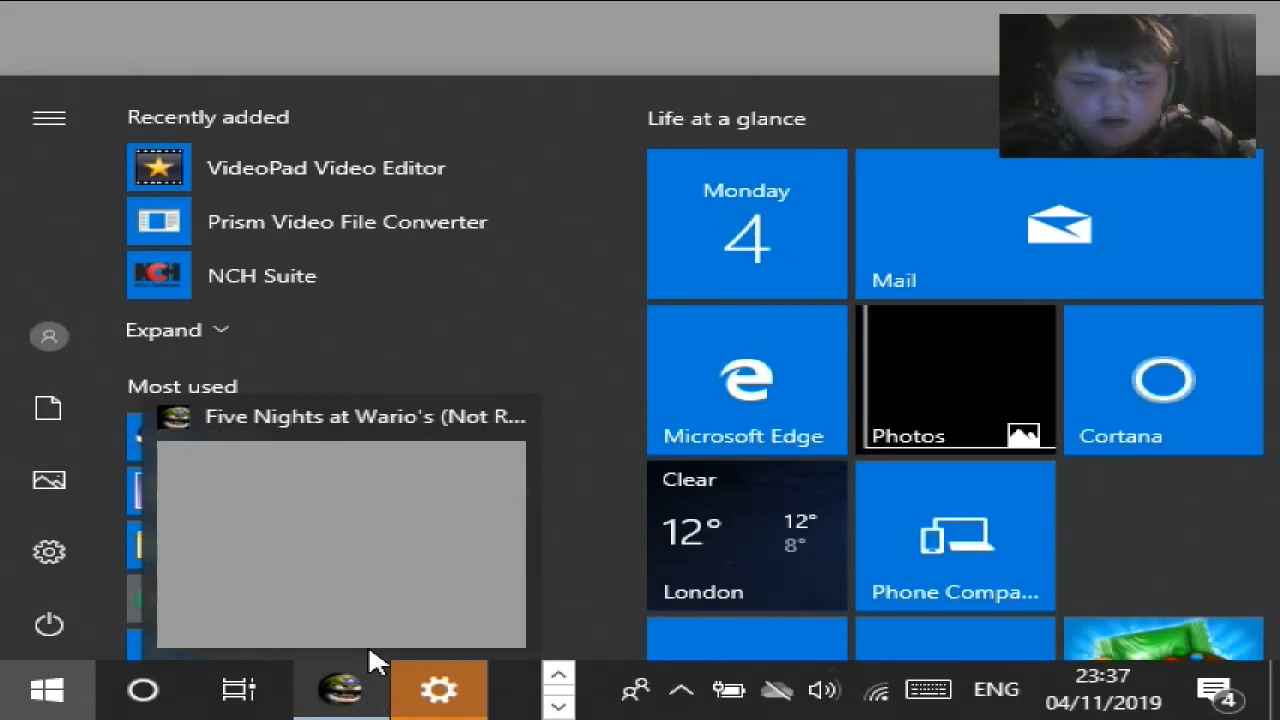 Recently added
VideoPad Video Editor
Prism Video File Converter
NCH
NCH Suite
Expand
Most used
Five Nights at Wario's (Not R...
Life at a glance
Monday
4
Mail
Microsoft Edge
Photos
Cortana
Clear
12° 12°
8°
London
Phone Compa...
ENG
23:37
04/11/2019
4